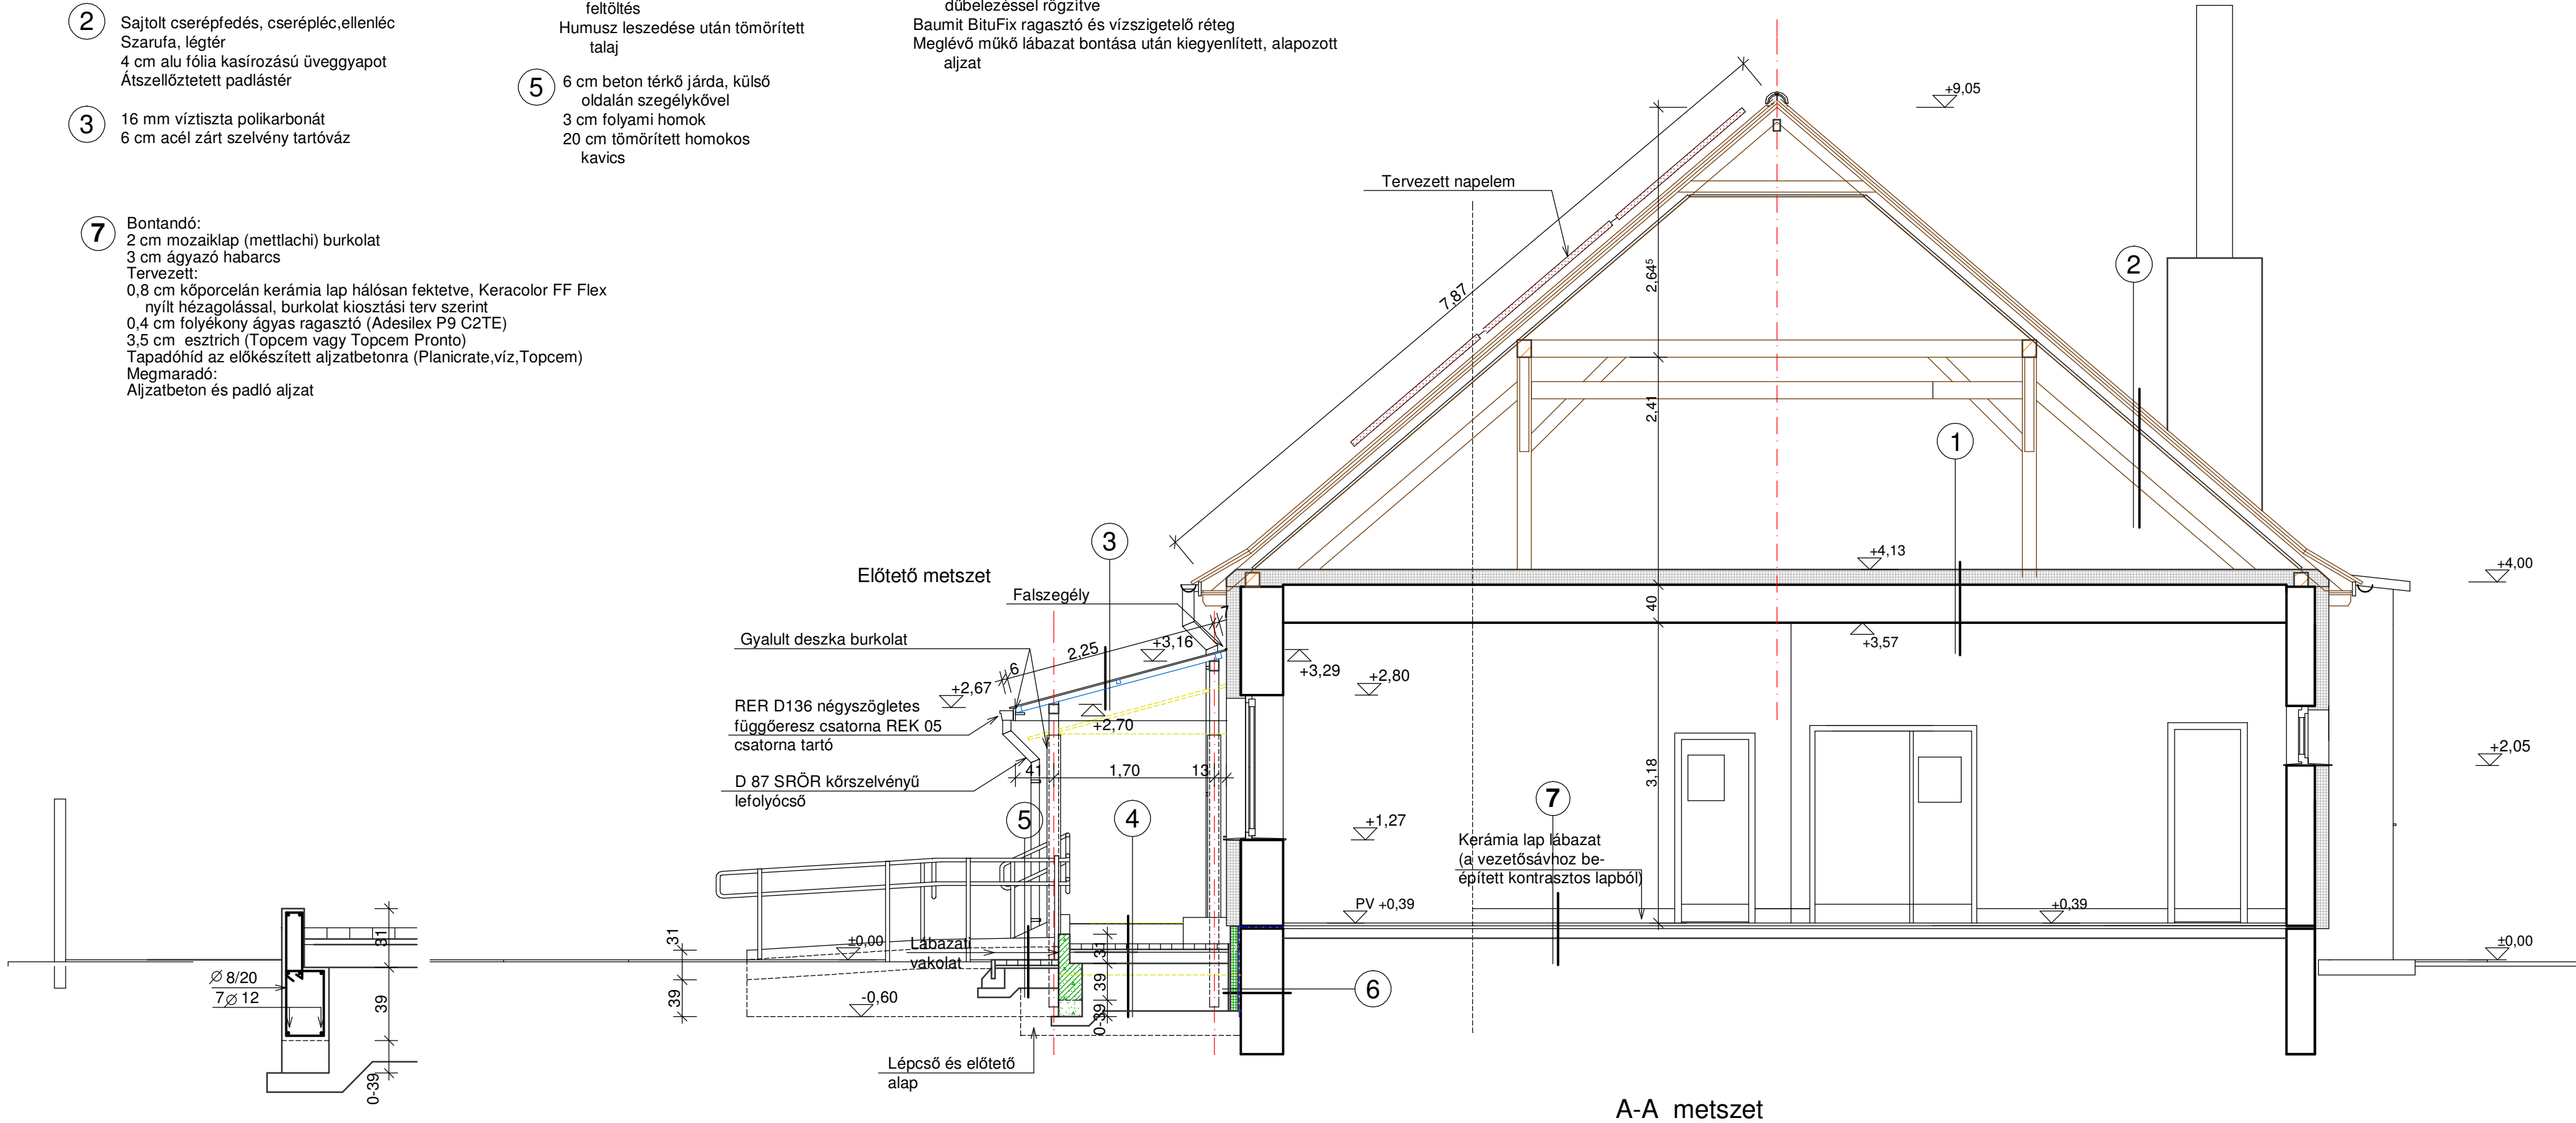 2
Sajtolt cserépfedés, cserépléc,ellenléc
Szarufa, légtér
4 cm alu fólia kasírozású üveggyapot
Átszellőztetett padlástér
3
16 mm víztiszta polikarbonát
6 cm acél zárt szelvény tartóváz
feltöltés
Humusz leszedése után tömörített
talaj
5
6 cm beton térkő járda, külső
oldalán szegélykővel
3 cm folyami homok
20 cm tömörített homokos
kavics
dűbelezéssel rögzítve
Baumit BituFix ragasztó és vízszigetelő réteg
Meglévő műkő lábazat bontása után kiegyenlített, alapozott
aljzat
7
Bontandó:
2 cm mozaiklap (mettlachi) burkolat
3 cm ágyazó habarcs
Tervezett:
0,8 cm kőporcelán kerámia lap hálósan fektetve, Keracolor FF Flex
nyílt hézagolással, burkolat kiosztási terv szerint
0,4 cm folyékony ágyas ragasztó (Adesilex P9 C2TE)
3,5 cm  esztrich (Topcem vagy Topcem Pronto)
Tapadóhíd az előkészített aljzatbetonra (Planicrate,víz,Topcem)
Megmaradó:
Aljzatbeton és padló aljzat
+9,05
Tervezett napelem
2
2,64⁵
7,87
2,41
1
3
+4,13
+4,00
Előtető metszet
Falszegély
40
Gyalult deszka burkolat
2,25
+3,16
+3,57
6
+3,29
+2,67
+2,80
RER D136 négyszögletes
függőeresz csatorna REK 05
csatorna tartó
+2,70
+2,05
41
1,70
13
3,18
D 87 SRÖR kőrszelvényű
lefolyócső
7
5
4
+1,27
Kerámia lap lábazat
(a vezetősávhoz be-
épített kontrasztos lapból)
PV +0,39
+0,39
31
31
±0,00
Lábazati
vakolat
31
±0,00
Ø 8/20
7Ø 12
39
39
-0,60
39
6
0-39
0-39
Lépcső és előtető
alap
A-A  metszet